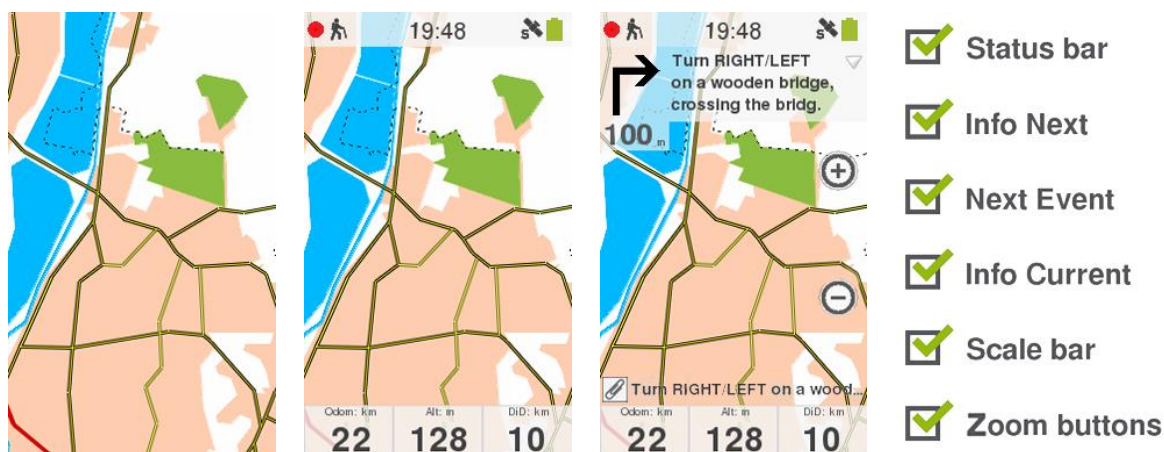 19:48
S
Odom: km
Alt: m
DiD: km
22
128
10
19:48
S
Turn RIGHT/LEFT
on a wooden bridge,
crossing the bridg.
100 m
Turn RIGHT/LEFT on a wood...
Odom: km
Alt: m
DiD: km
22
128
10
Status bar
Info Next
Next Event
Info Current
Scale bar
Zoom buttons